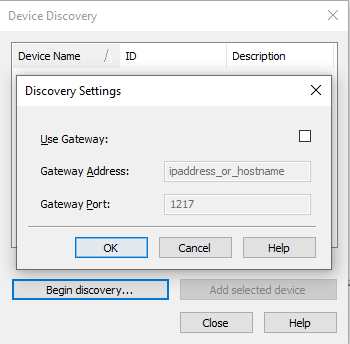 Device Discovery
Device Name ID Description
Discovery Settings
Use Gateway:
Gateway Address: ipaddress_or_hostname
Gateway Port: 1217
OK Cancel Help
Begin discovery... Add selected device
Close Help